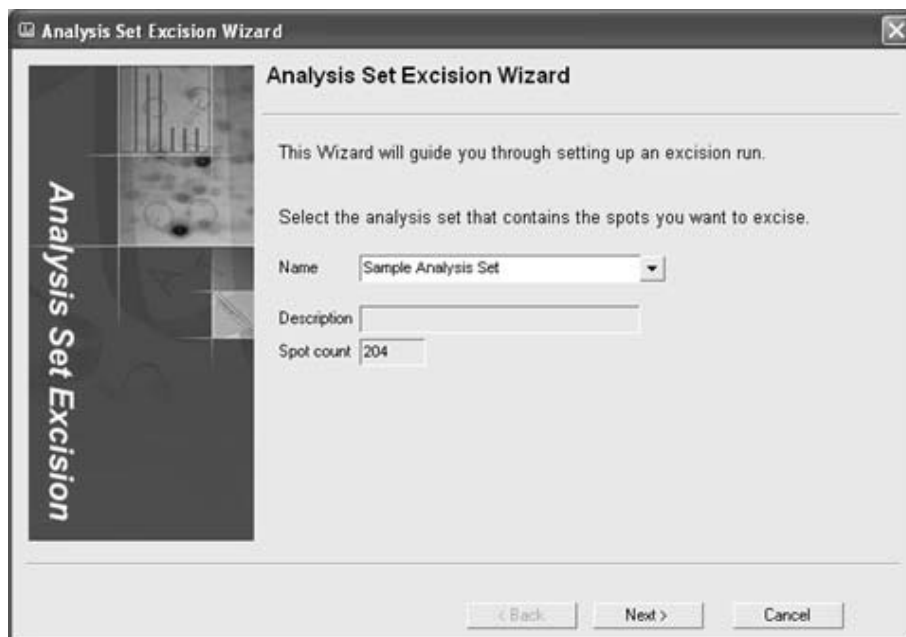 Analysis Set Excision Wizard
Analysis Set Excision Wizard
This Wizard will guide you through setting up an excision run.
Select the analysis set that contains the spots you want to excise.
Name Sample Analysis Set
Description
Spot count 204
Analysis Set Excision
< Back
Next >
Cancel